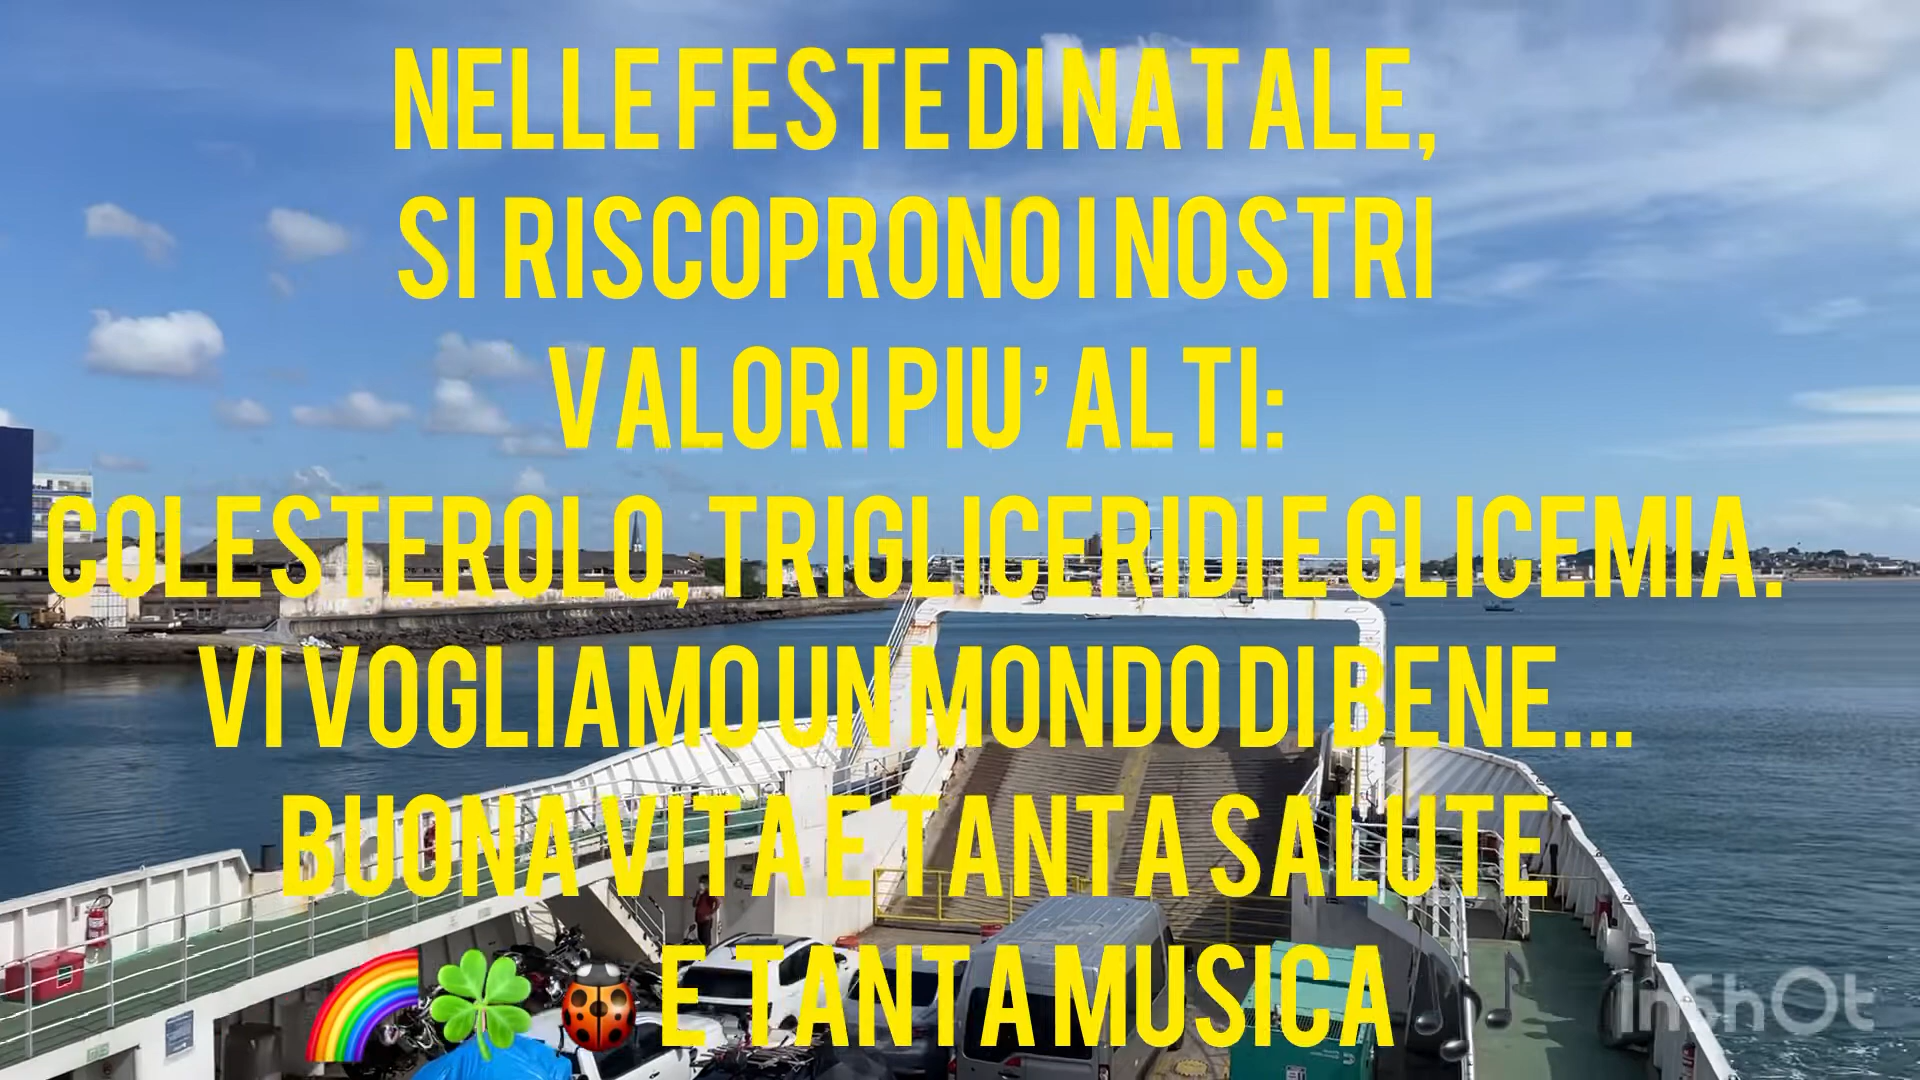 NELLE FESTE DI NATALE,
SI RISCOPRONO I NOSTRI
VALORI PIU' ALTI:
COLESTEROLO, TRIGLICERIDI E GLICEMIA.
VI VOGLIAMO UN MONDO DI BENE...
BUONA VITA E TANTA SALUTE
🌈🍀🐞 E TANTA MUSICA 🎶
InShOt